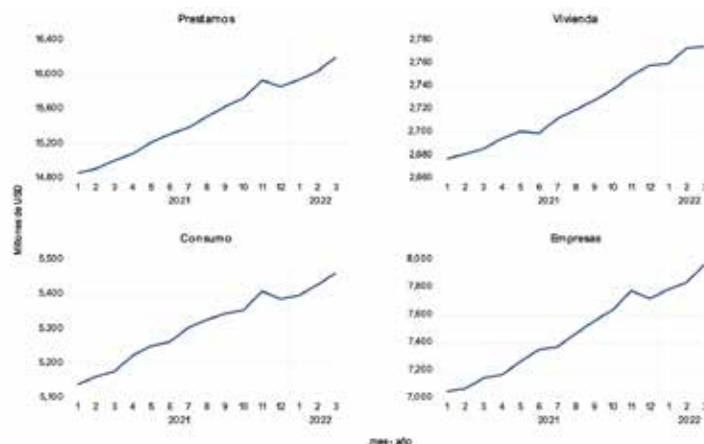 Prestamos
16,400
16,000
15,600
15,200
14,800
1 2 3 4 5 6 7 8 9 10 11 12 1 2 3
2021 2022
Vivienda
2,780
2,760
2,740
2,720
2,700
2,680
2,660
1 2 3 4 5 6 7 8 9 10 11 12 1 2 3
2021 2022
Millones de USD
Consumo
5,500
5,400
5,300
5,200
5,100
1 2 3 4 5 6 7 8 9 10 11 12 1 2 3
2021 2022
Empresas
8,000
7,800
7,600
7,400
7,200
7,000
1 2 3 4 5 6 7 8 9 10 11 12 1 2 3
2021 2022
mes - año